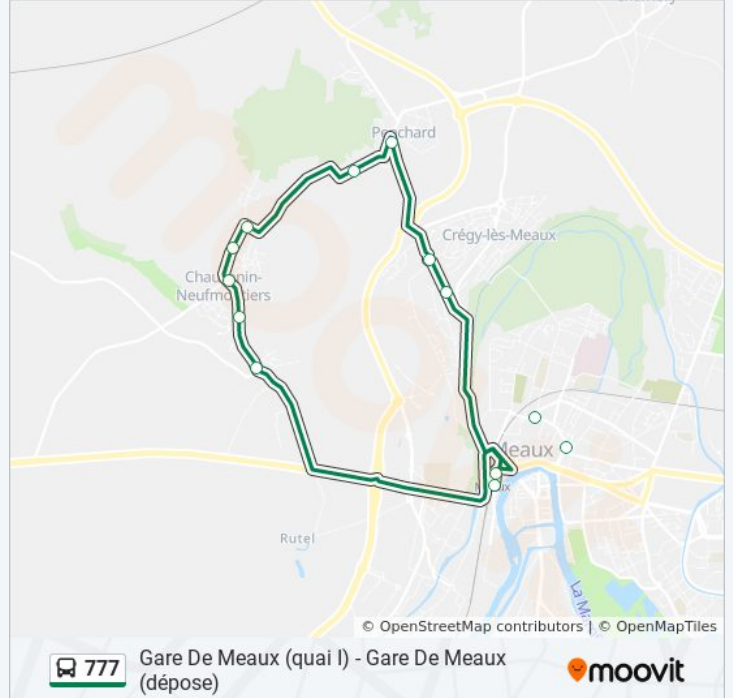 Penchard
Crégy-lès-Meaux
Neufmontiers
Meaux
Rutel
La Ma
© OpenStreetMap contributors | © OpenMapTiles
777
Gare De Meaux (quai I) - Gare De Meaux
(dépose)
moovit